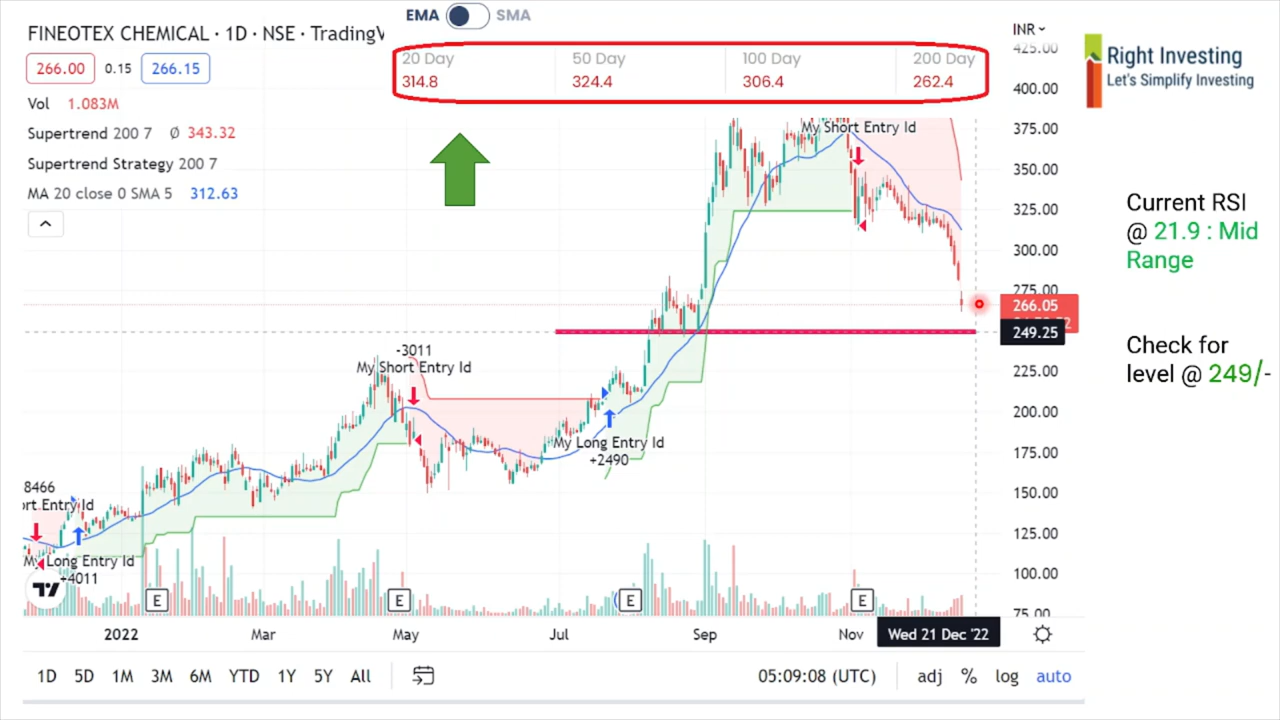 EMA SMA
FINEOTEX CHEMICAL · 1D · NSE · TradingV
INR
20 Day 50 Day 100 Day 200 Day
314.8 324.4 306.4 262.4
266.00 0.15 266.15
Vol 1.083M
Supertrend 200 7 Ø 343.32
Supertrend Strategy 200 7
MA 20 close 0 SMA 5 312.63
Right Investing
Let's Simplify Investing
425.00
400.00
375.00
350.00
325.00
300.00
275.00
266.05
249.25
225.00
200.00
175.00
150.00
125.00
100.00
75.00
My Short Entry Id
-3011
My Short Entry Id
My Long Entry Id
+2490
8466
ort Entry Id
My Long Entry Id
+4011
E E E E
Current RSI
@ 21.9 : Mid
Range
Check for
level @ 249/-
2022 Mar May Jul Sep Nov Wed 21 Dec '22
1D 5D 1M 3M 6M YTD 1Y 5Y All 05:09:08 (UTC) adj % log auto